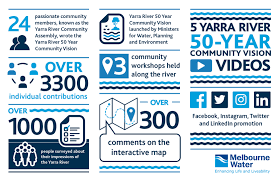 24
passionate community
members, known as the
Yarra River Community
Assembly, wrote the
Yarra River 50 Year
Community Vision
OVER
3300
individual contributions
OVER
1000
people surveyed about
their impressions of
the Yarra River
Yarra River 50 Year
Community Vision
launched by Ministers
for Water, Planning
and Environment
23
community
workshops held
along the river
OVER
300
comments on the
interactive map
5 YARRA RIVER
50-YEAR
COMMUNITY VISION
VIDEOS
Facebook, Instagram, Twitter
and LinkedIn promotion
Melbourne
Water
Enhancing Life and Liveability